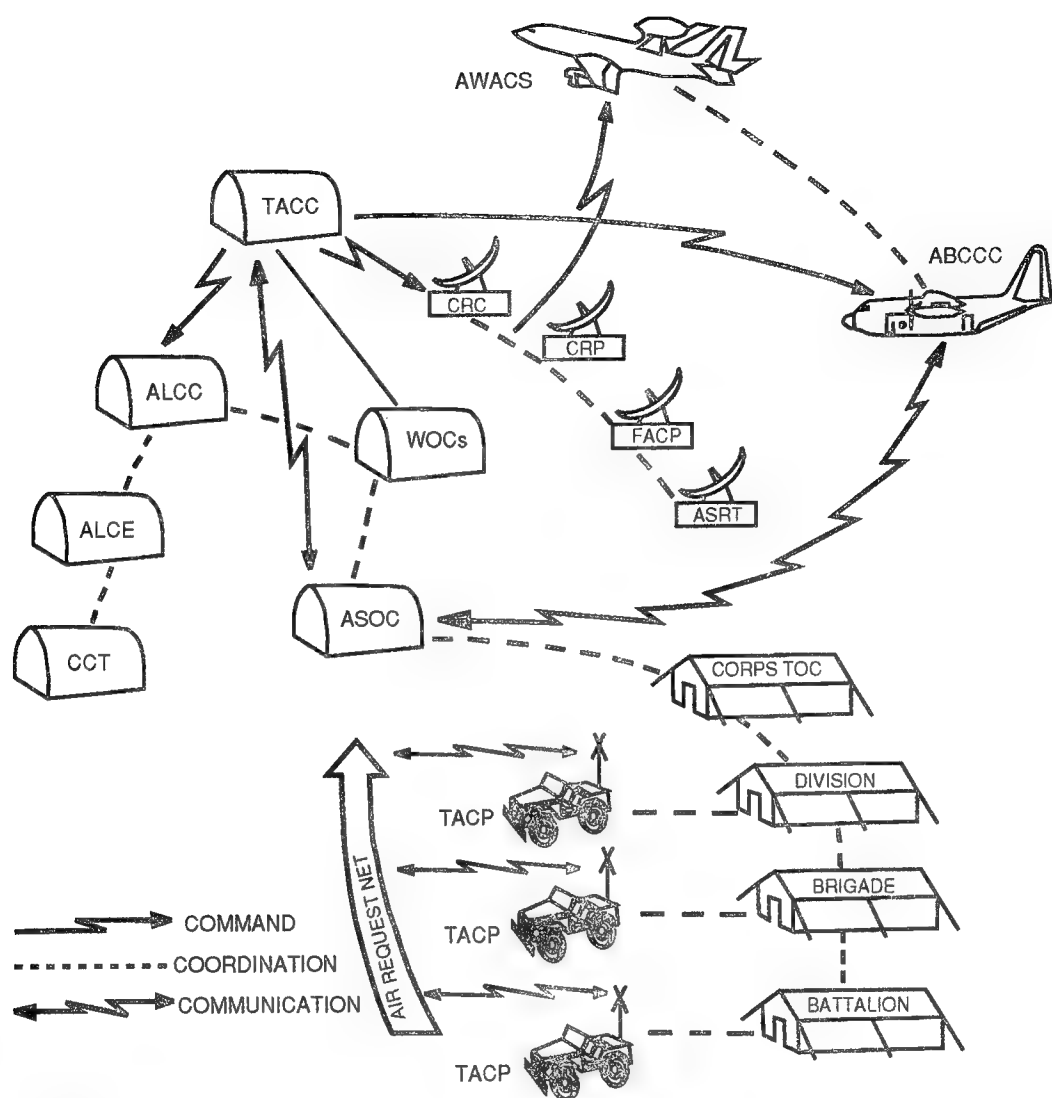 AWACS
TACC
ABCCC
CRC
CRP
ALCC
WOCs
FACP
ASRT
ALCE
ASOC
CCT
CORPS TOC
DIVISION
TACP
AIR REQUEST NET
BRIGADE
COMMAND
TACP
COORDINATION
COMMUNICATION
BATTALION
TACP